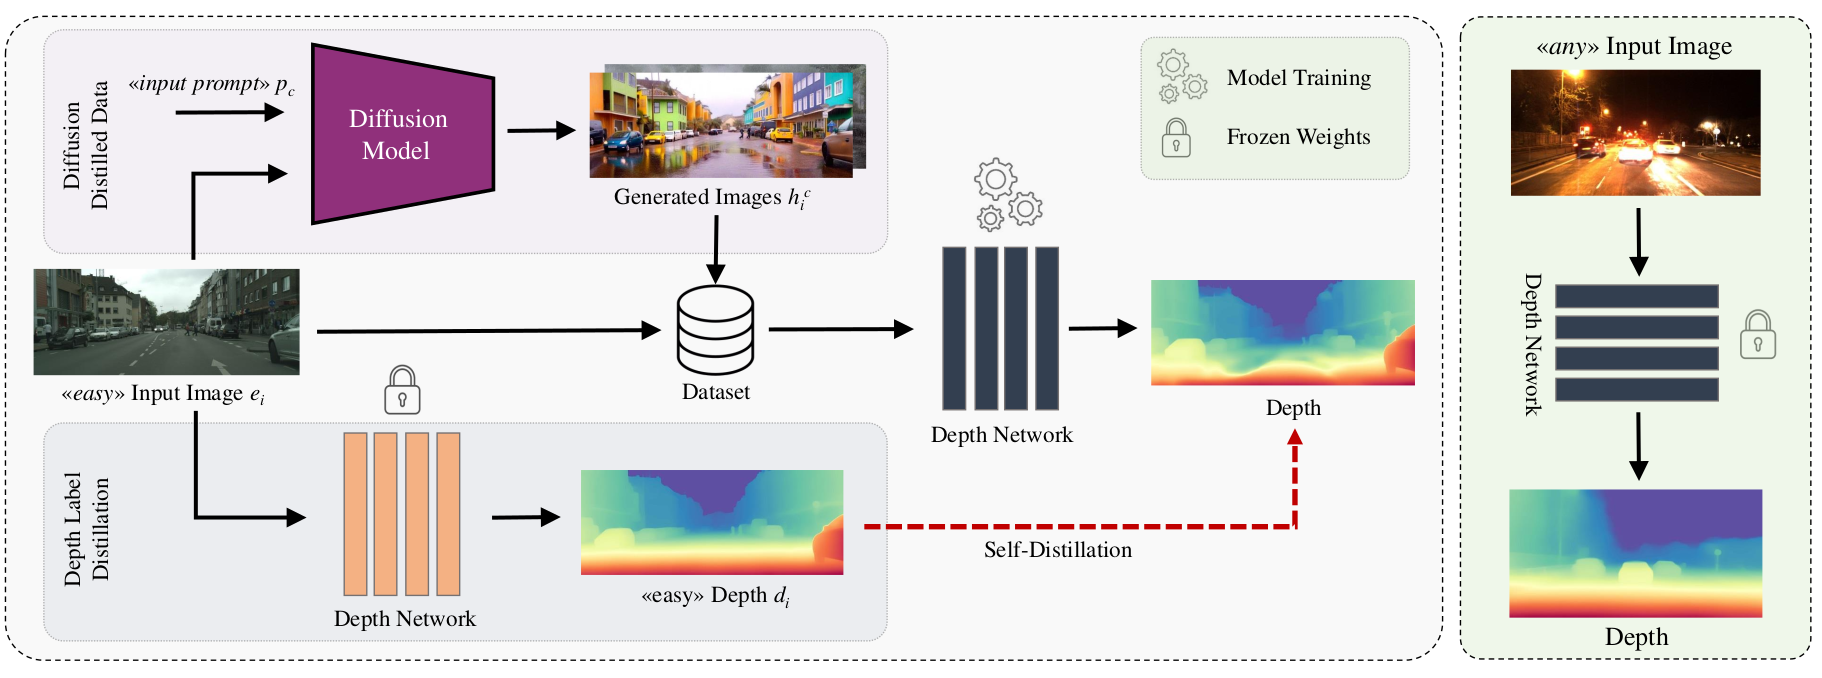 Diffusion
Distilled Data
«input prompt» p_c
Diffusion
Model
Generated Images h_i^c
«easy» Input Image e_i
Dataset
Depth Label
Distillation
Depth Network
«easy» Depth d_i
Self-Distillation
Depth Network
Depth
Model Training
Frozen Weights
«any» Input Image
Depth Network
Depth